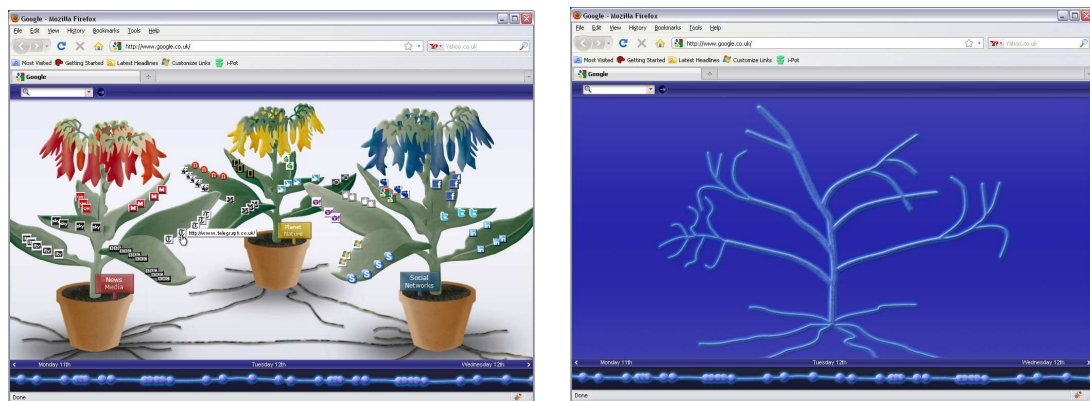 Google - Mozilla Firefox
File Edit View History Bookmarks Tools Help
http://www.google.co.uk/
Yahoo co.uk
Most Visited Getting Started Latest Headlines Customize Links i-Pot
Google
sky sky sky
http://www.telegraph.co.uk/
News
Media
Planet
Social
Networks
Monday 11th Tuesday 12th Wednesday 12th
Done
Google - Mozilla Firefox
File Edit View History Bookmarks Tools Help
http://www.google.co.uk/
Yahoo co.uk
Most Visited Getting Started Latest Headlines Customize Links i-Pot
Google
Monday 11th Tuesday 12th Wednesday 12th
Done